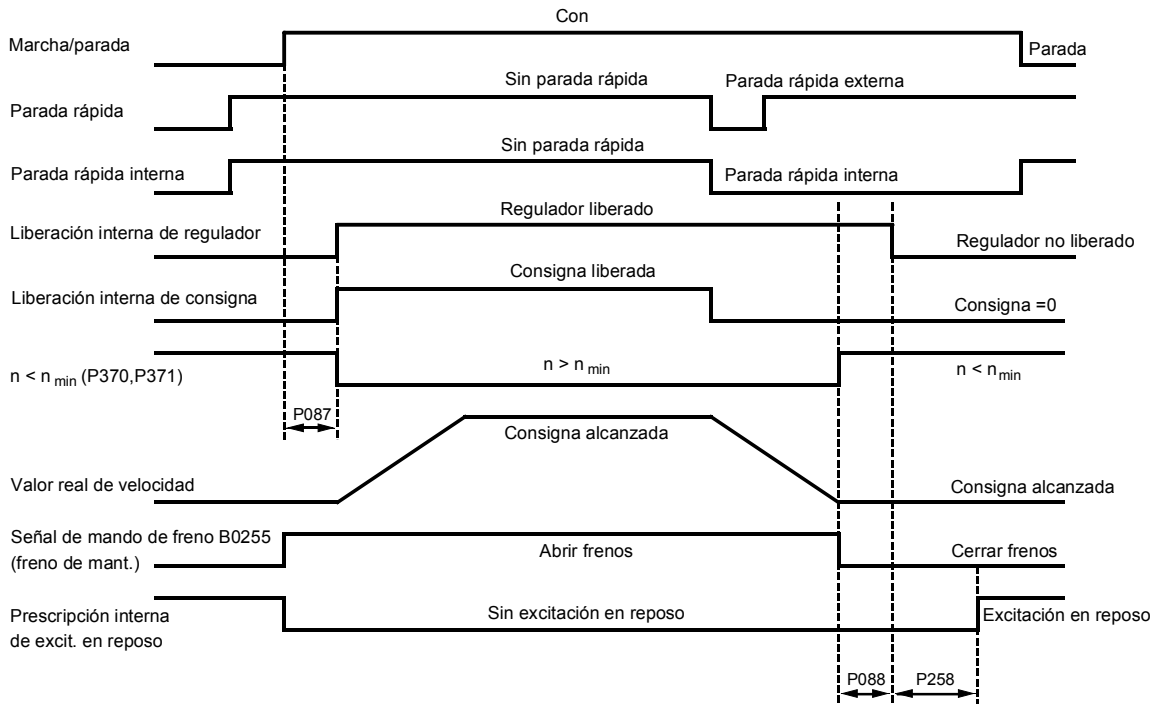 Con
Marcha/parada
Parada
Sin parada rápida
Parada rápida externa
Parada rápida
Sin parada rápida
Parada rápida interna
Parada rápida interna
Regulador liberado
Liberación interna de regulador
Regulador no liberado
Consigna liberada
Liberación interna de consigna
Consigna =0
n < n min (P370,P371)
n > n min
n < n min
P087
Consigna alcanzada
Valor real de velocidad
Consigna alcanzada
Señal de mando de freno B0255
(freno de mant.)
Abrir frenos
Cerrar frenos
Prescripción interna
de excit. en reposo
Sin excitación en reposo
Excitación en reposo
P088
P258